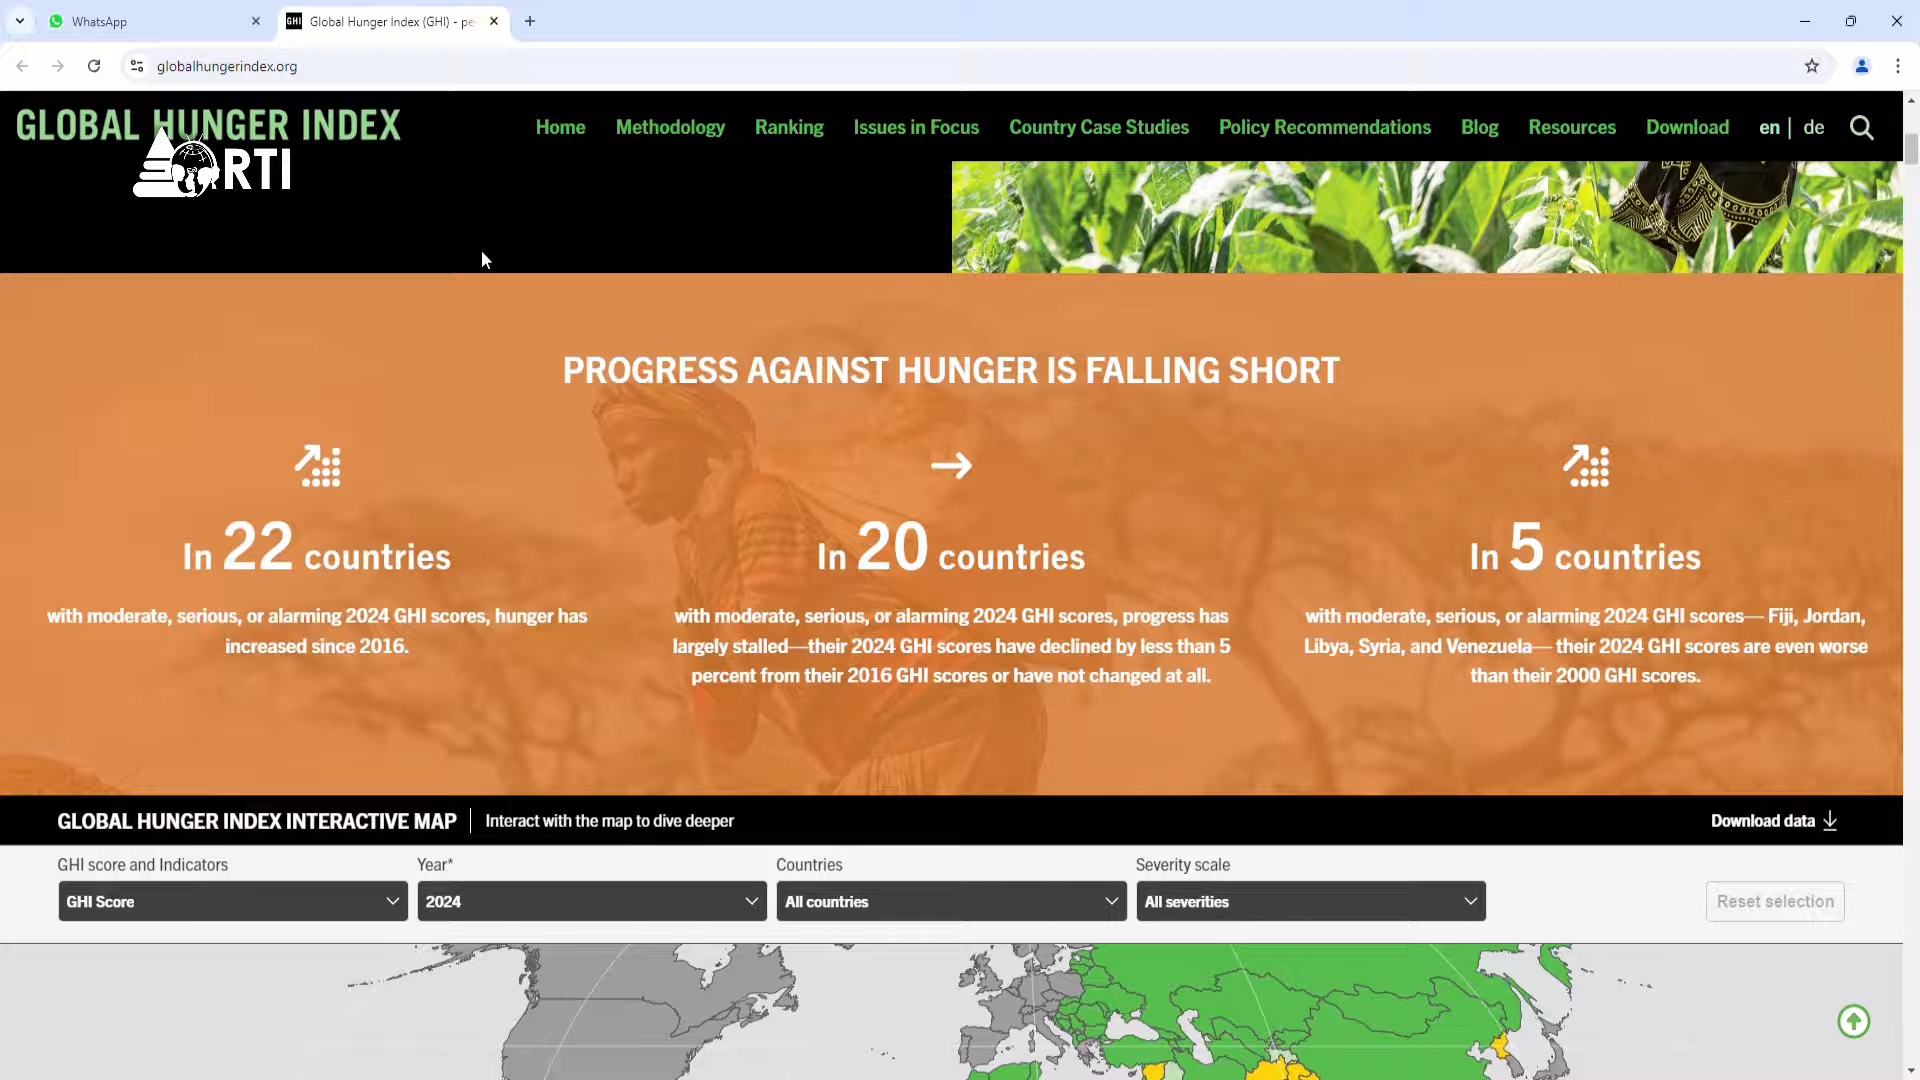 WhatsApp
Global Hunger Index (GHI) - pe
globalhungerindex.org
GLOBAL HUNGER INDEX
Home Methodology Ranking Issues in Focus Country Case Studies Policy Recommendations Blog Resources Download en | de
RTI
PROGRESS AGAINST HUNGER IS FALLING SHORT
In 22 countries
with moderate, serious, or alarming 2024 GHI scores, hunger has
increased since 2016.
In 20 countries
with moderate, serious, or alarming 2024 GHI scores, progress has
largely stalled—their 2024 GHI scores have declined by less than 5
percent from their 2016 GHI scores or have not changed at all.
In 5 countries
with moderate, serious, or alarming 2024 GHI scores— Fiji, Jordan,
Libya, Syria, and Venezuela— their 2024 GHI scores are even worse
than their 2000 GHI scores.
GLOBAL HUNGER INDEX INTERACTIVE MAP | Interact with the map to dive deeper
Download data
GHI score and Indicators Year* Countries Severity scale
GHI Score 2024 All countries All severities Reset selection